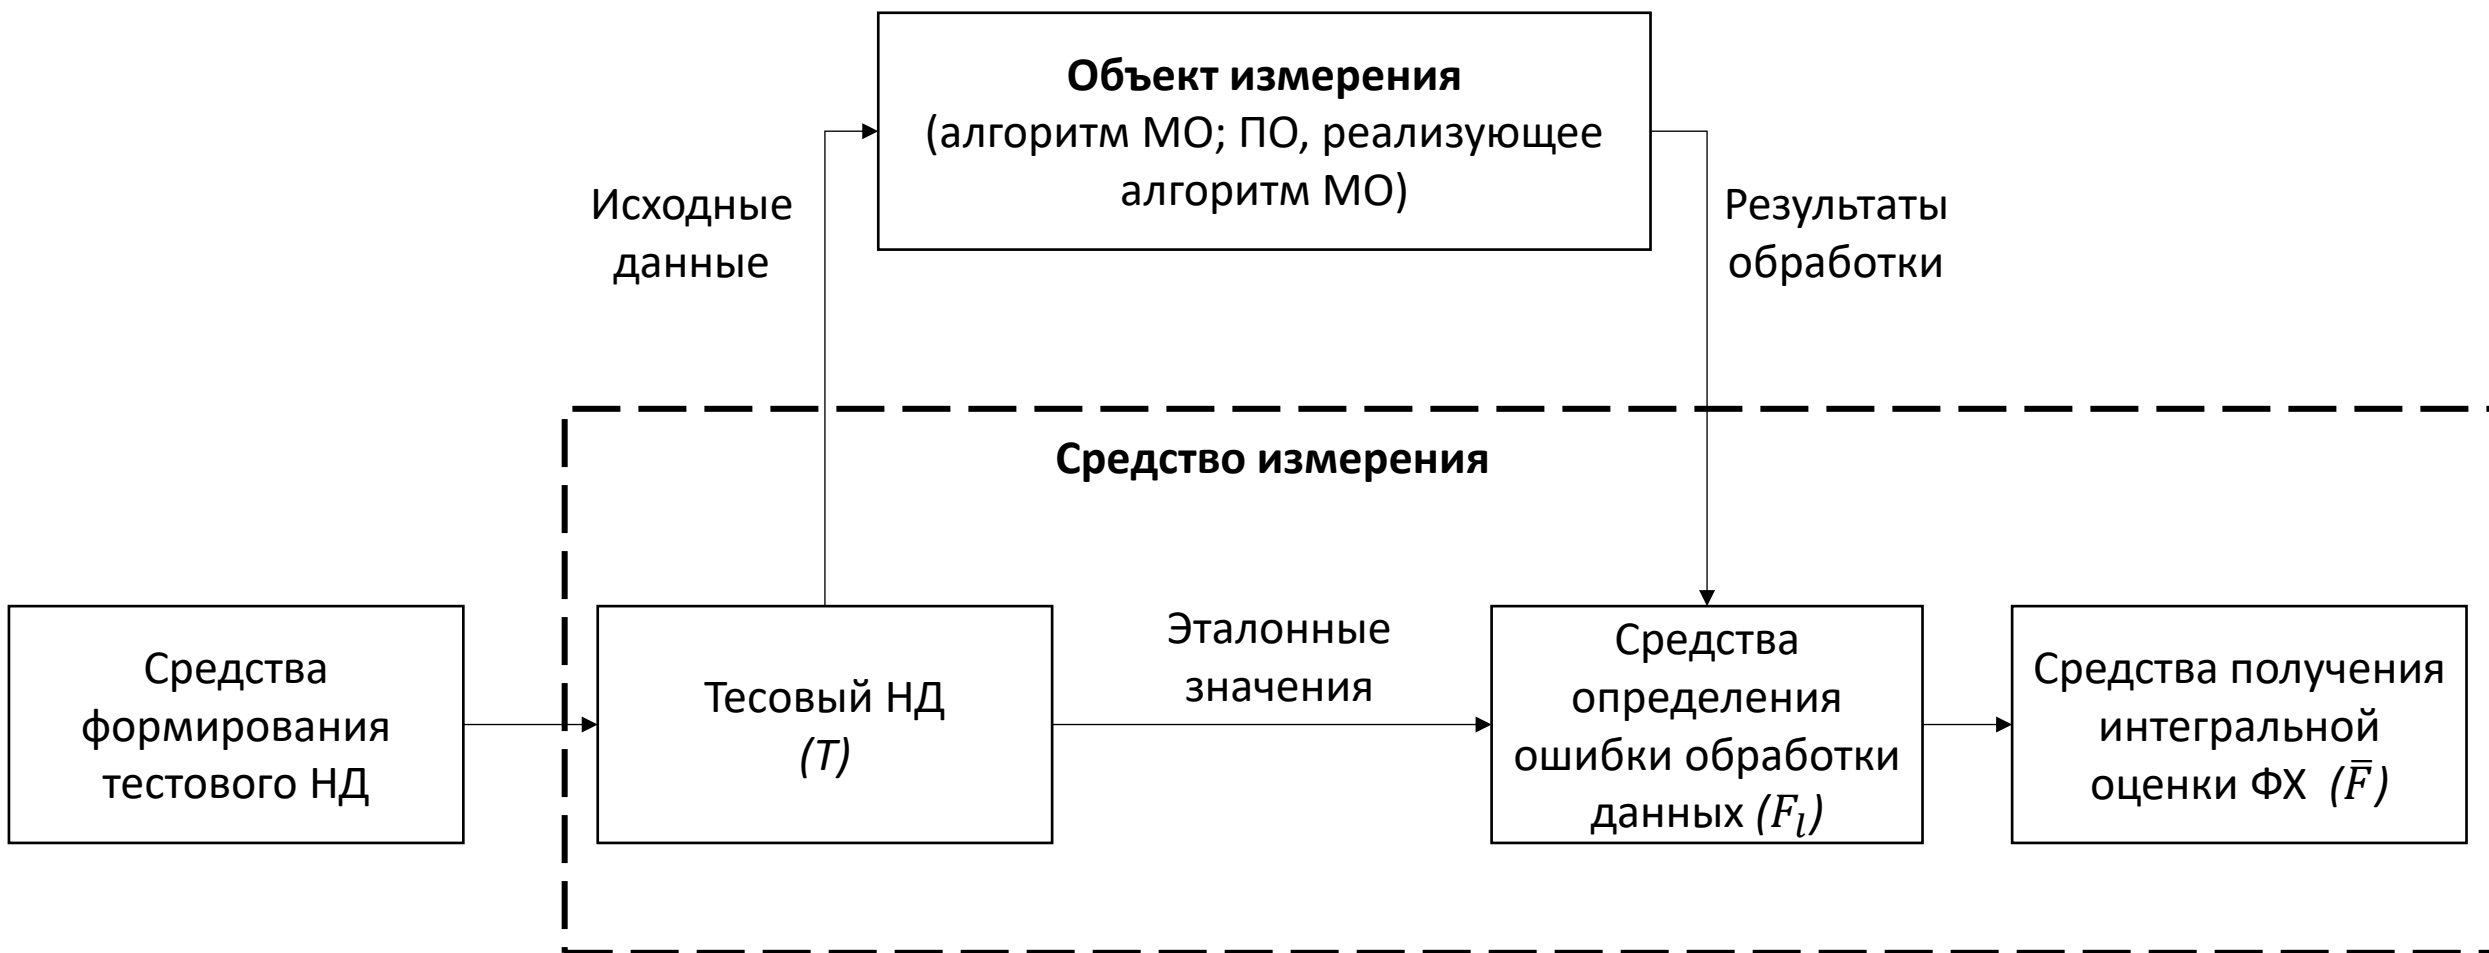 Объект измерения
(алгоритм МО; ПО, реализующее
алгоритм МО)
Исходные
данные
Результаты
обработки
Средство измерения
Средства
формирования
тестового НД
Тесовый НД
(T)
Эталонные
значения
Средства
определения
ошибки обработки
данных (F_l)
Средства получения
интегральной
оценки ФХ (F̅)